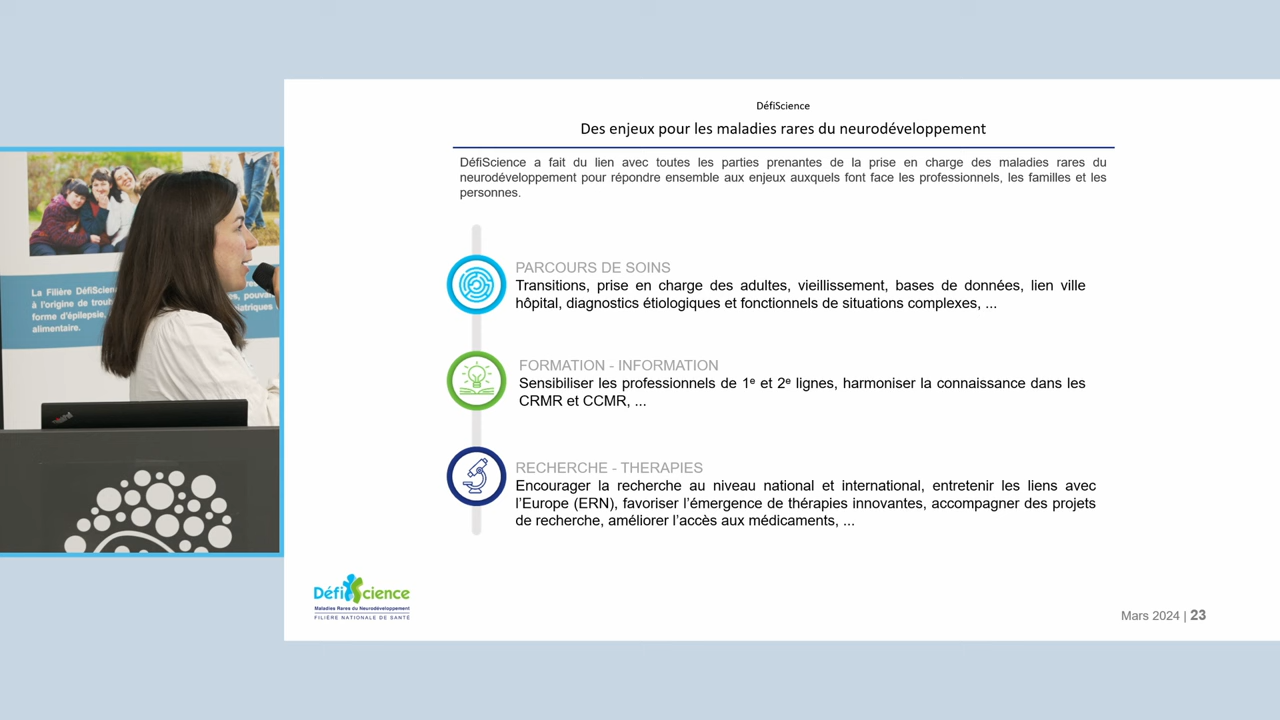 DéfiScience
Des enjeux pour les maladies rares du neurodéveloppement
DéfiScience a fait du lien avec toutes les parties prenantes de la prise en charge des maladies rares du
neurodéveloppement pour répondre ensemble aux enjeux auxquels font face les professionnels, les familles et les
personnes.
PARCOURS DE SOINS
Transitions, prise en charge des adultes, vieillissement, bases de données, lien ville
hôpital, diagnostics étiologiques et fonctionnels de situations complexes, ...
FORMATION - INFORMATION
Sensibiliser les professionnels de 1e et 2e lignes, harmoniser la connaissance dans les
CRMR et CCMR, ...
RECHERCHE - THERAPIES
Encourager la recherche au niveau national et international, entretenir les liens avec
l'Europe (ERN), favoriser l'émergence de thérapies innovantes, accompagner des projets
de recherche, améliorer l'accès aux médicaments, ...
DéfiScience
Maladies Rares du Neurodéveloppement
FILIÈRE NATIONALE DE SANTÉ
Mars 2024 | 23
La Filière DéfiScien
à l'origine de
forme d'épilepsie,
alimentaire.
ThinkPad